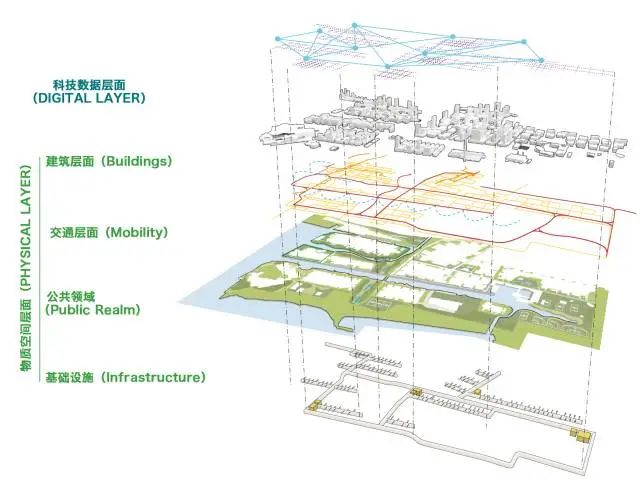 科技数据层面
（DIGITAL LAYER）
物质空间层面（PHYSICAL LAYER）
建筑层面（Buildings）
交通层面（Mobility）
公共领域
（Public Realm）
基础设施（Infrastructure）